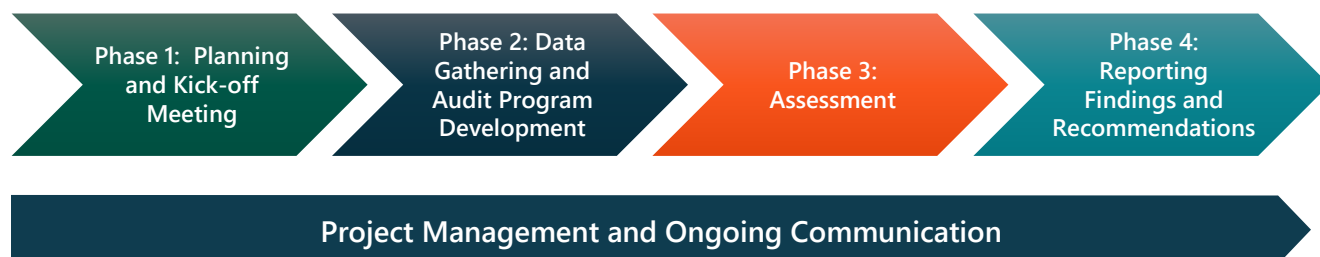 Phase 1:  Planning
and Kick-off
Meeting
Phase 2: Data
Gathering and
Audit Program
Development
Phase 3:
Assessment
Phase 4:
Reporting
Findings and
Recommendations
Project Management and Ongoing Communication